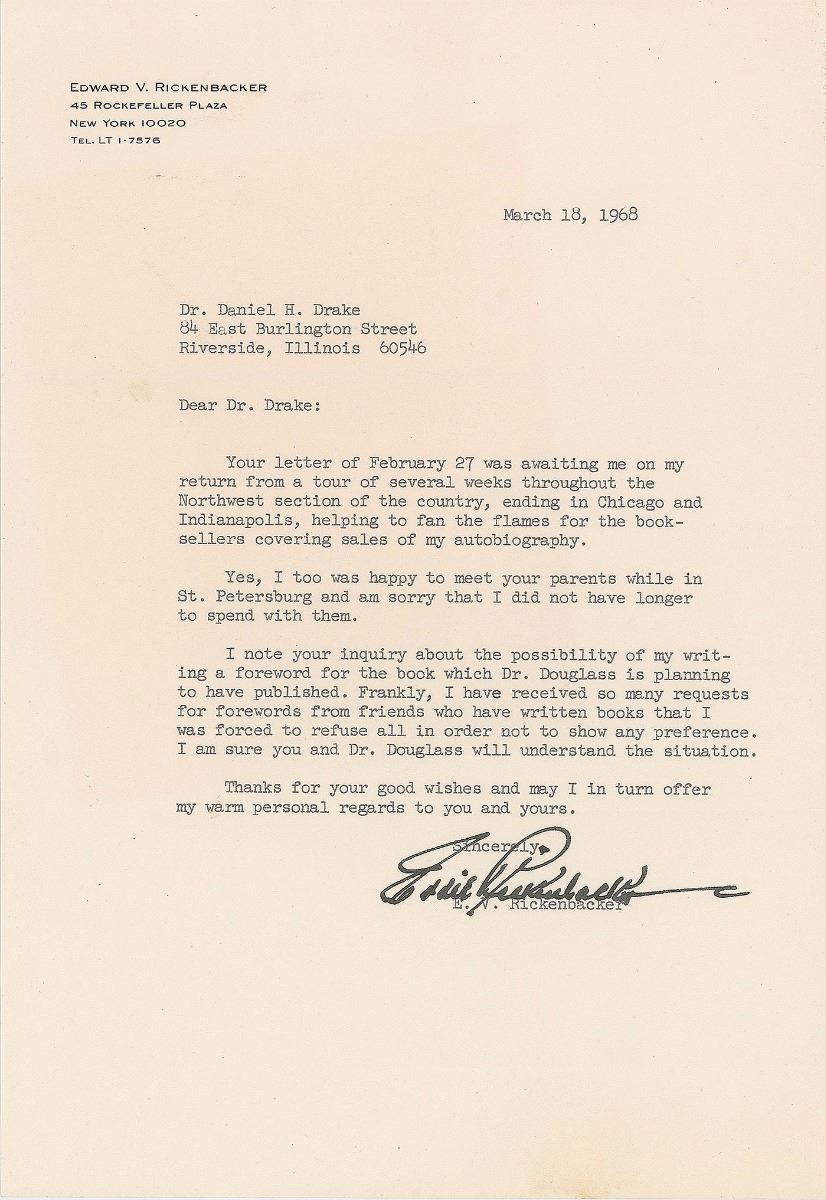 EDWARD V. RICKENBACKER
45 ROCKEFELLER PLAZA
NEW YORK 10020
TEL. LT 1-7576
March 18, 1968
Dr. Daniel H. Drake
84 East Burlington Street
Riverside, Illinois 60546
Dear Dr. Drake:
Your letter of February 27 was awaiting me on my
return from a tour of several weeks throughout the
Northwest section of the country, ending in Chicago and
Indianapolis, helping to fan the flames for the book-
sellers covering sales of my autobiography.
Yes, I too was happy to meet your parents while in
St. Petersburg and am sorry that I did not have longer
to spend with them.
I note your inquiry about the possibility of my writ-
ing a foreword for the book which Dr. Douglass is planning
to have published. Frankly, I have received so many requests
for forewords from friends who have written books that I
was forced to refuse all in order not to show any preference.
I am sure you and Dr. Douglass will understand the situation.
Thanks for your good wishes and may I in turn offer
my warm personal regards to you and yours.
Sincerely,
Eddie Rickenbacker
E. V. Rickenbacker